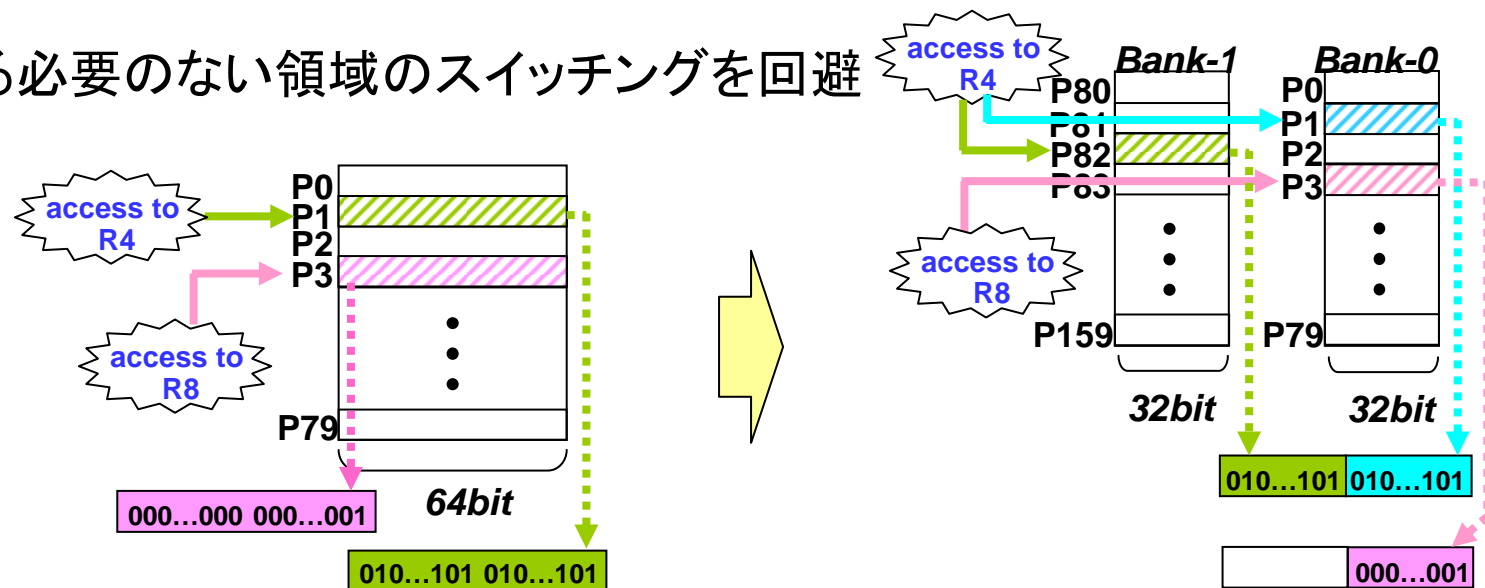 る必要のない領域のスイッチングを回避
P0
P1
P2
P3
P79
access to
R4
access to
R8
64bit
000...000 000...001
010...101 010...101
access to
R4
access to
R8
Bank-1
P80
P81
P82
P83
P159
32bit
Bank-0
P0
P1
P2
P3
P79
32bit
010...101 010...101
000...001